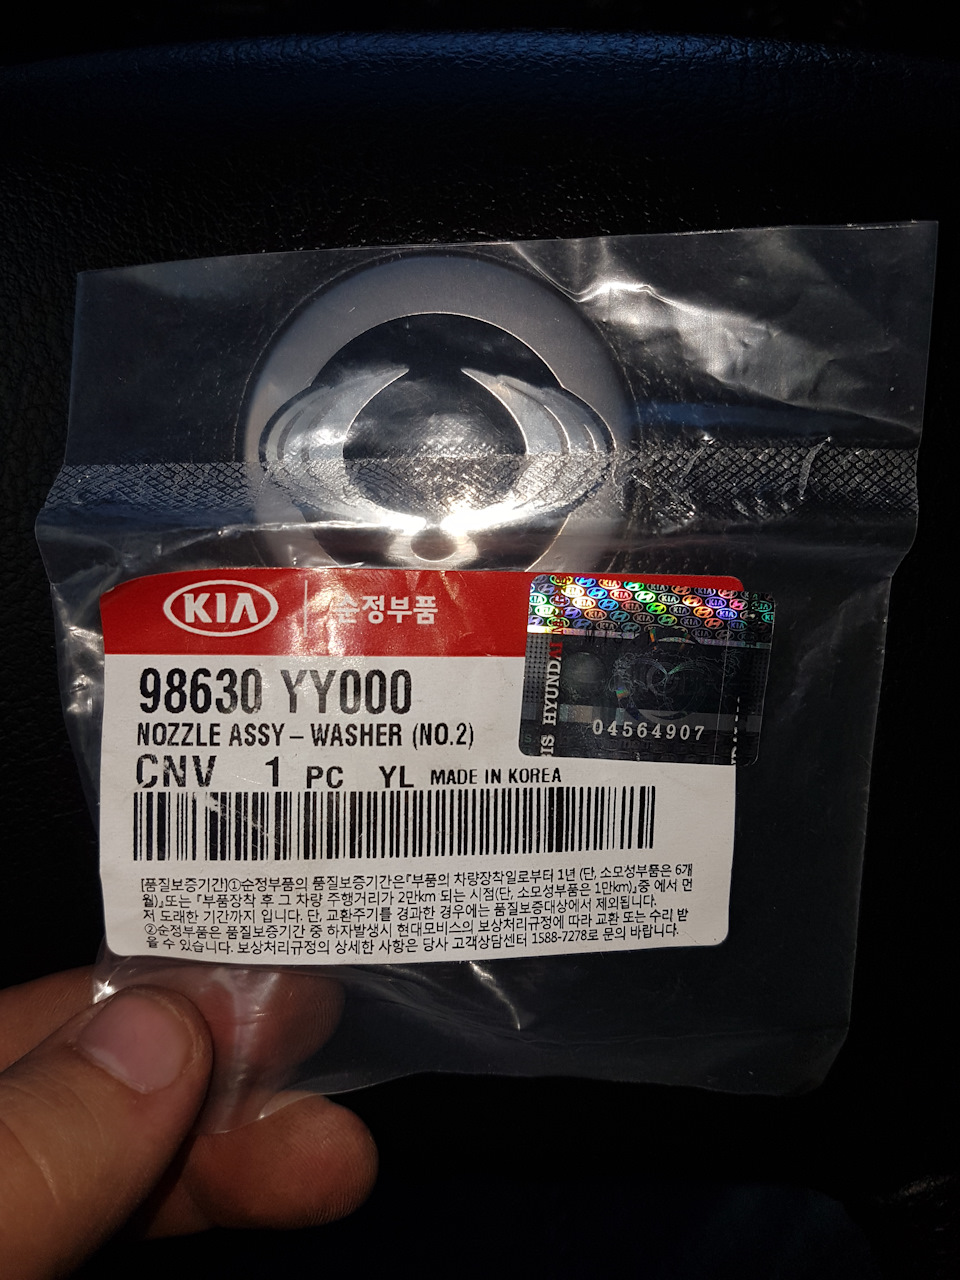 KIA 순정부품
98630 YY000
NOZZLE ASSY – WASHER (NO.2)
CNV 1 PC YL MADE IN KOREA
HYUNDAI
04564907
[품질보증기간]①순정부품의 품질보증기간은『부품의 차량장착일로부터 1년 (단, 소모성부품은 6개
월)』또는 『부품장착 후 그 차량 주행거리가 2만km 되는 시점(단, 소모성부품은 1만km)』중 에서 먼
저 도래한 기간까지 입니다. 단, 교환주기를 경과한 경우에는 품질보증대상에서 제외됩니다.
②순정부품은 품질보증기간 중 하자발생시 현대모비스의 보상처리규정에 따라 교환 또는 수리 받
을 수 있습니다. 보상처리규정의 상세한 사항은 당사 고객상담센터 1588-7278로 문의 바랍니다.